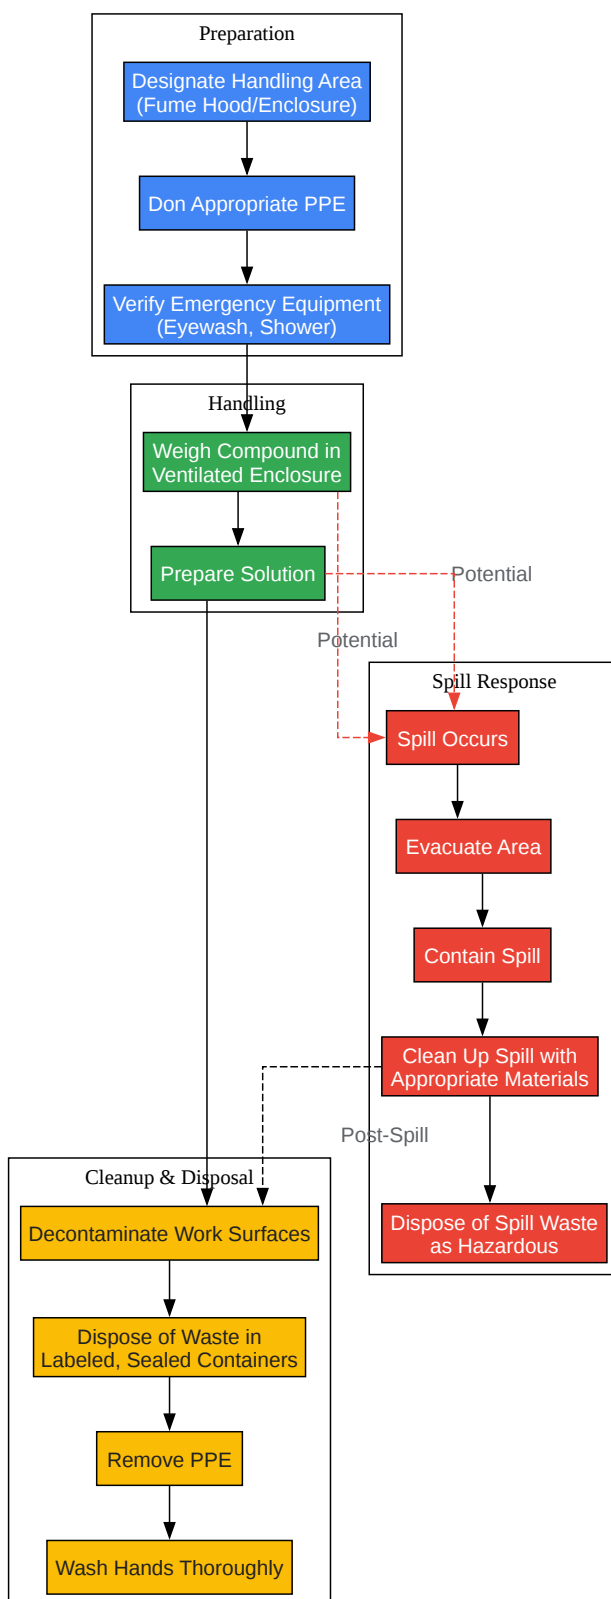 Preparation
Designate Handling Area
(Fume Hood/Enclosure)
Don Appropriate PPE
Verify Emergency Equipment
(Eyewash, Shower)
Handling
Weigh Compound in
Ventilated Enclosure
Prepare Solution
Potential
Potential
Spill Response
Spill Occurs
Evacuate Area
Contain Spill
Clean Up Spill with
Appropriate Materials
Post-Spill
Dispose of Spill Waste
as Hazardous
Cleanup & Disposal
Decontaminate Work Surfaces
Dispose of Waste in
Labeled, Sealed Containers
Remove PPE
Wash Hands Thoroughly